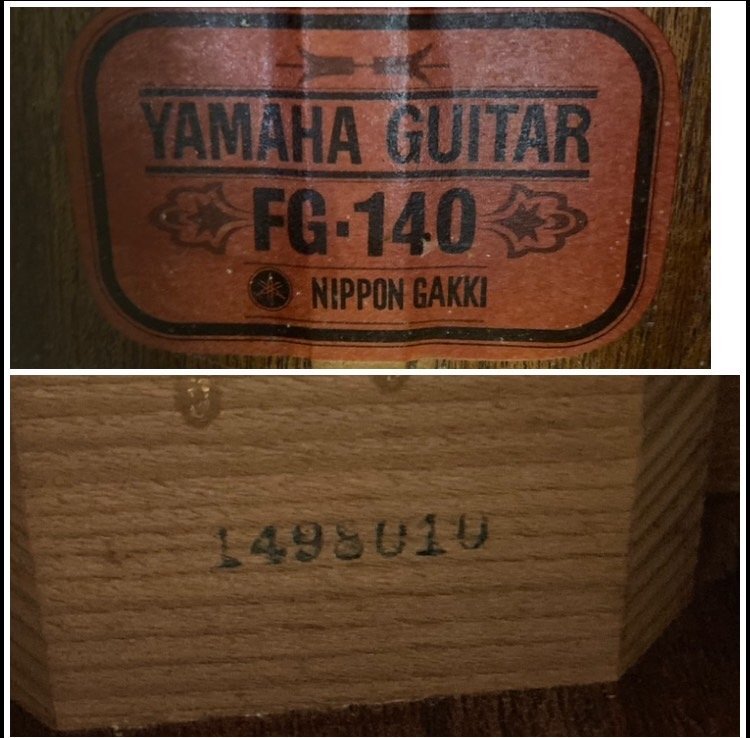 YAMAHA GUITAR
FG·140
NIPPON GAKKI
1498010